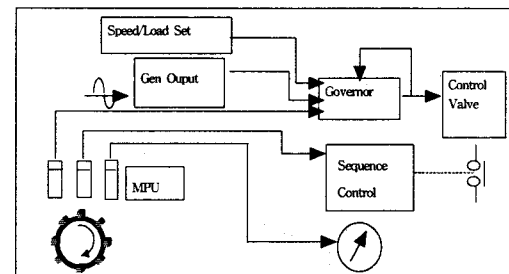 Speed/Load Set
Gen Ouput
Governor
Control
Valve
MPU
Sequence
Control